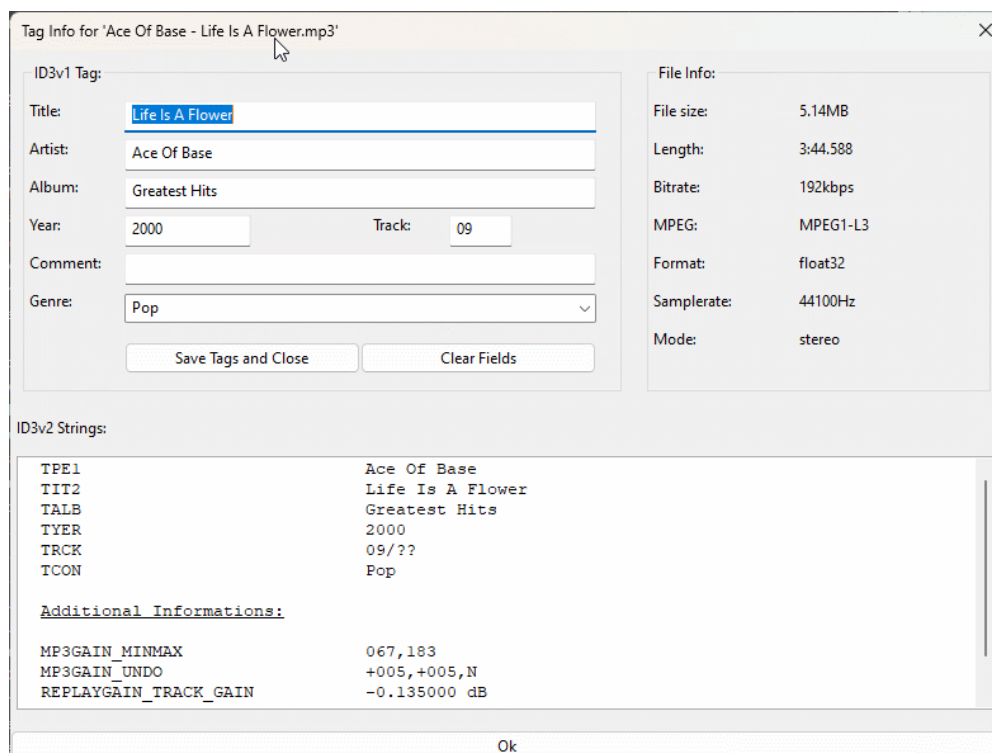 Tag Info for 'Ace Of Base - Life Is A Flower.mp3'
ID3v1 Tag:
Title: Life Is A Flower
Artist: Ace Of Base
Album: Greatest Hits
Year: 2000 Track: 09
Comment:
Genre: Pop
Save Tags and Close Clear Fields
File Info:
File size: 5.14MB
Length: 3:44.588
Bitrate: 192kbps
MPEG: MPEG1-L3
Format: float32
Samplerate: 44100Hz
Mode: stereo
ID3v2 Strings:
TPE1 Ace Of Base
TIT2 Life Is A Flower
TALB Greatest Hits
TYER 2000
TRCK 09/??
TCON Pop
Additional Informations:
MP3GAIN_MINMAX 067,183
MP3GAIN_UNDO +005,+005,N
REPLAYGAIN_TRACK_GAIN -0.135000 dB
Ok